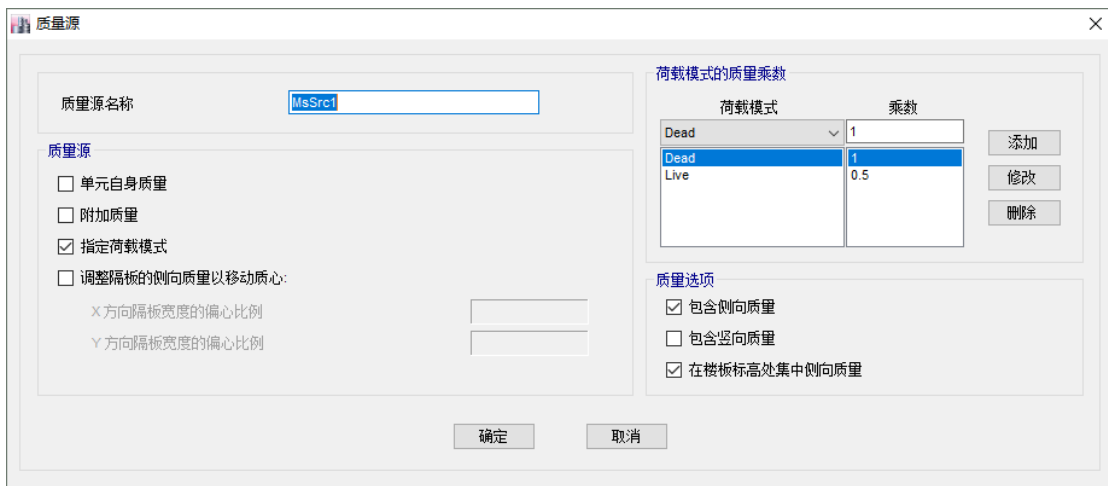 质量源
质量源名称
MsSrc1
质量源
单元自身质量
附加质量
指定荷载模式
调整隔板的侧向质量以移动质心:
X 方向隔板宽度的偏心比例
Y 方向隔板宽度的偏心比例
荷载模式的质量乘数
荷载模式 乘数
Dead 1
Dead 1
Live 0.5
添加
修改
删除
质量选项
包含侧向质量
包含竖向质量
在楼板标高处集中侧向质量
确定 取消